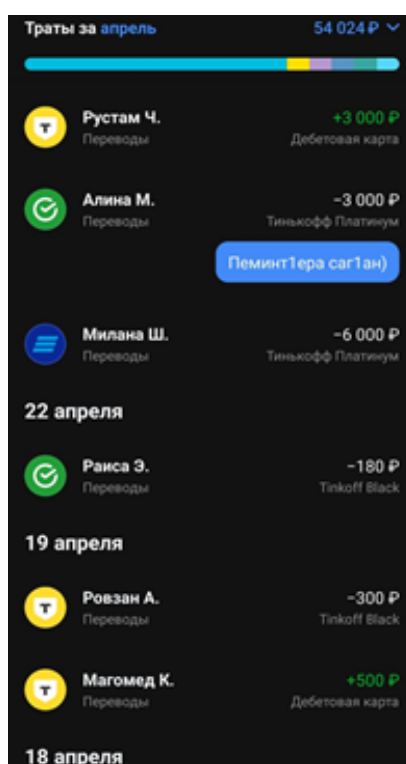 Траты за апрель 54 024 ₽
Рустам Ч. +3 000 ₽
Переводы Дебетовая карта
Алина М. −3 000 ₽
Переводы Тинькофф Платинум
Пеминт1ера саг1ан)
Милана Ш. −6 000 ₽
Переводы Тинькофф Платинум
22 апреля
Раиса Э. −180 ₽
Переводы Tinkoff Black
19 апреля
Ровзан А. −300 ₽
Переводы Tinkoff Black
Магомед К. +500 ₽
Переводы Дебетовая карта
18 апреля